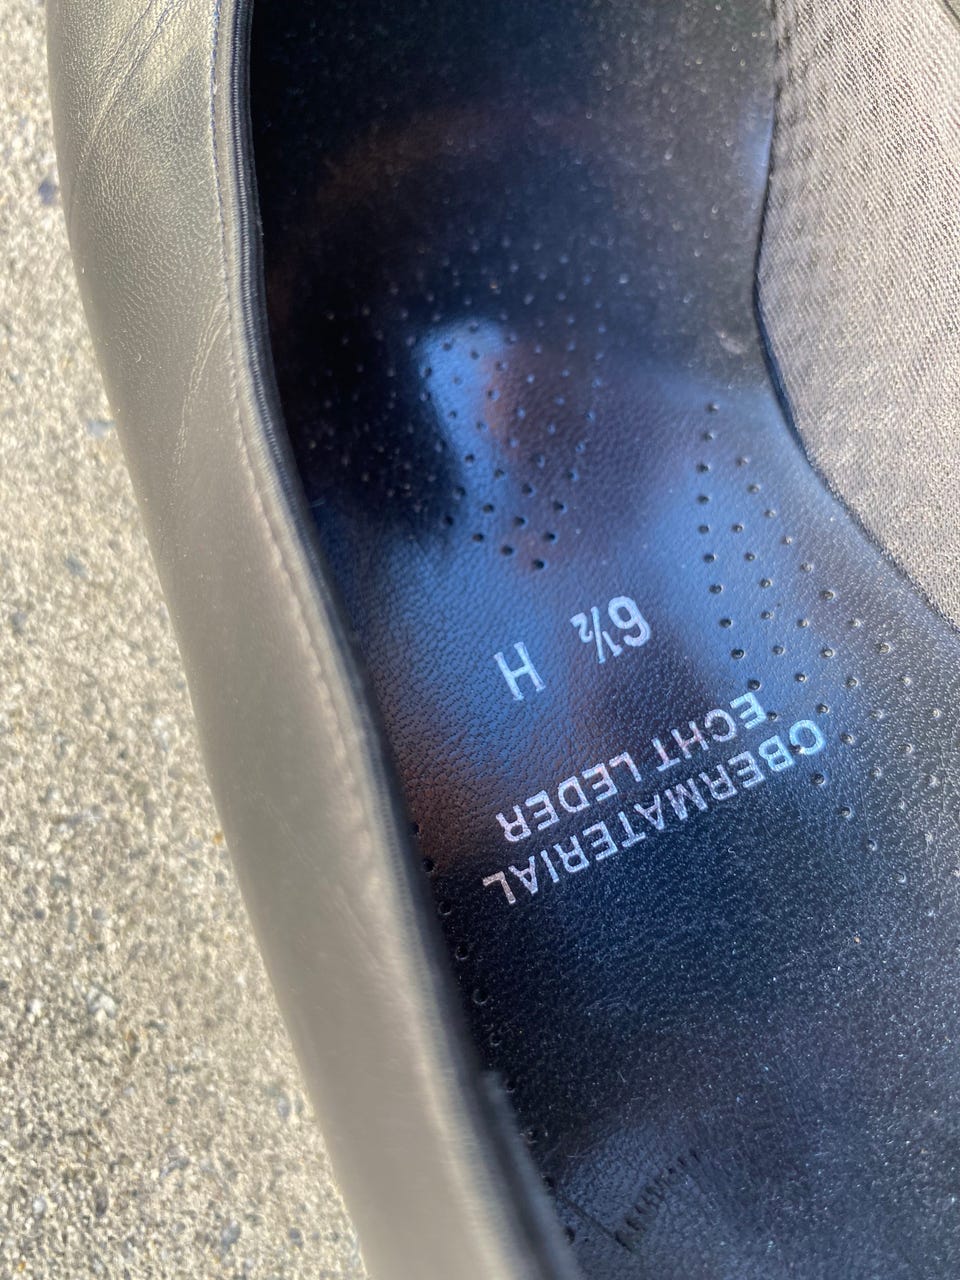 OBERMATERIAL
ECHT LEDER
6½ H